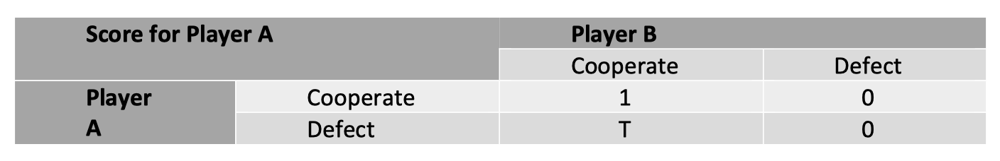 Score for Player A Player B
Cooperate Defect
Player Cooperate 1 0
A Defect T 0